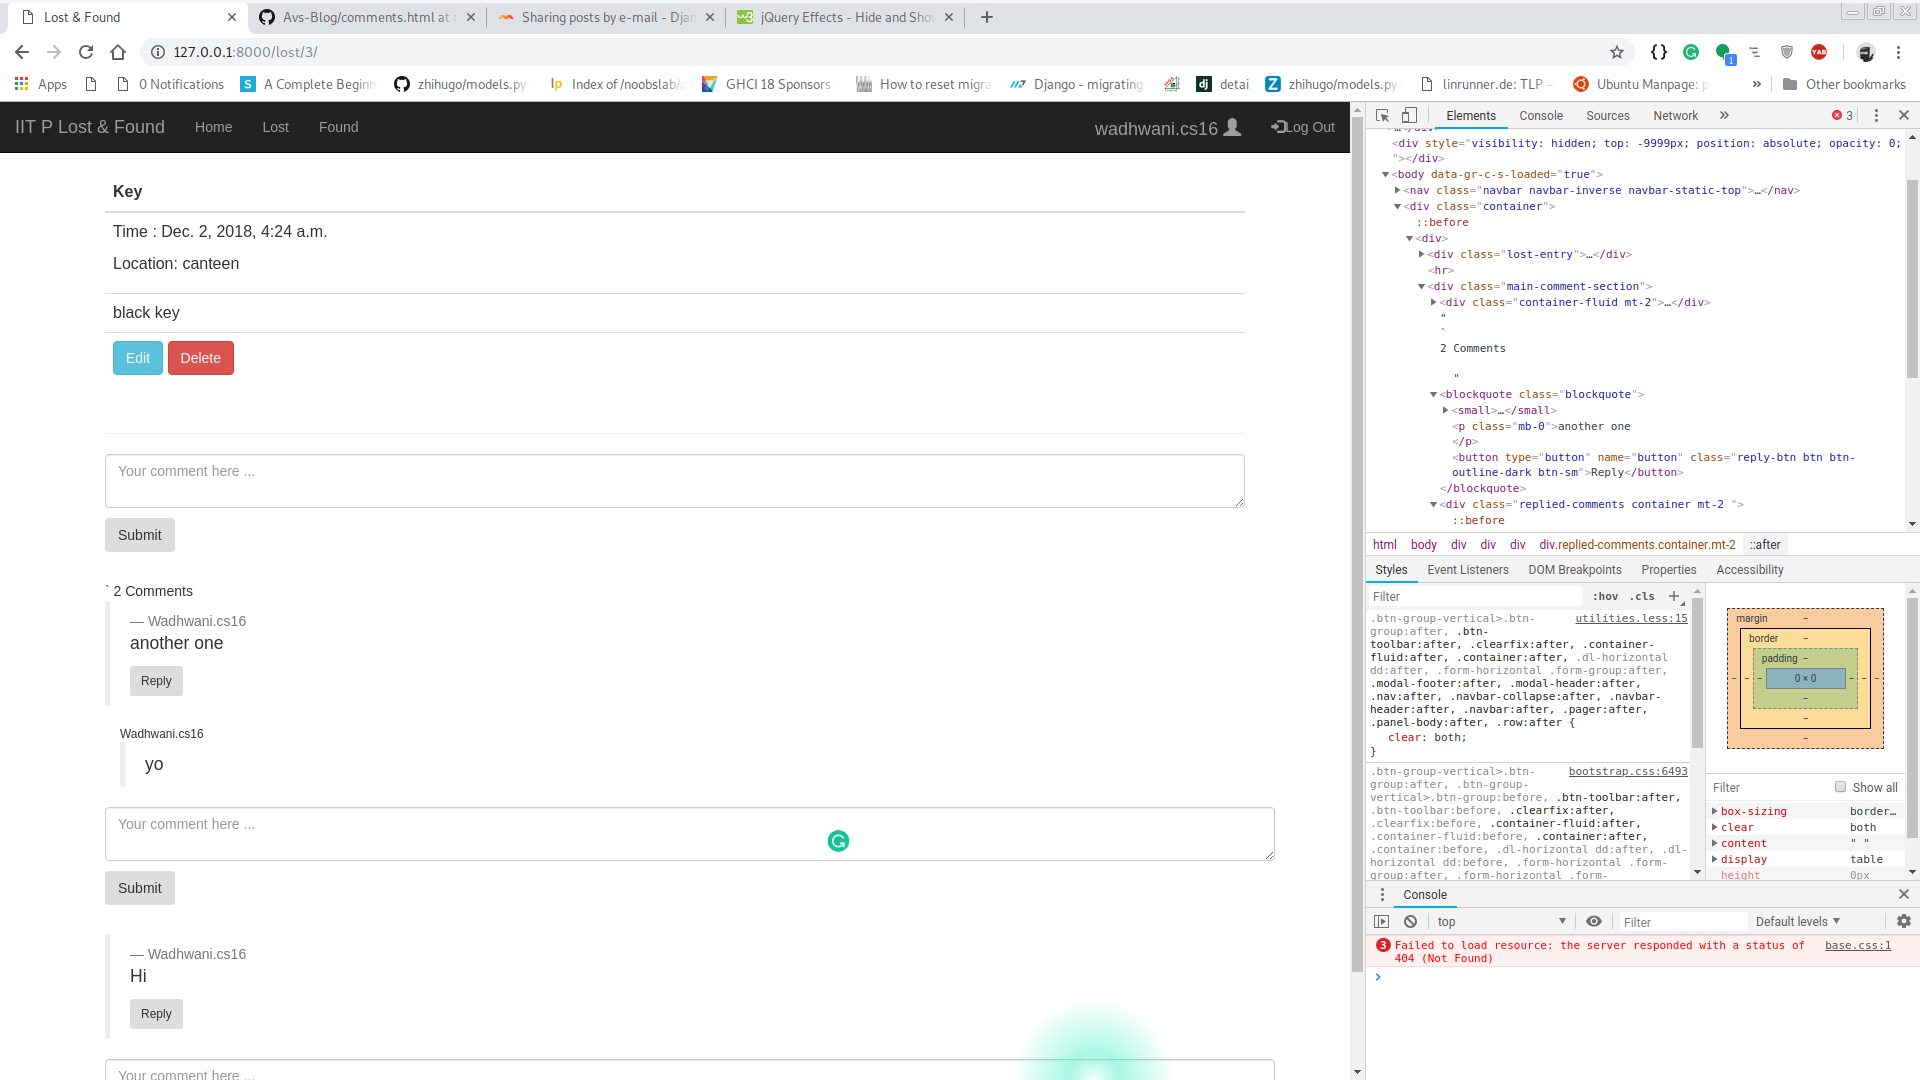 Lost & Found
Avs-Blog/comments.html at
Sharing posts by e-mail - Djan
jQuery Effects - Hide and Sho
127.0.0.1:8000/lost/3/
Apps
0 Notifications
A Complete Beginn
zhihugo/models.py
Index of /noobslab/
GHCI 18 Sponsors
How to reset migra
Django - migrating
detai
zhihugo/models.py
linrunner.de: TLP –
Ubuntu Manpage:
»
Other bookmarks
IIT P Lost & Found
Home
Lost
Found
wadhwani.cs16
Log Out
Key
Time : Dec. 2, 2018, 4:24 a.m.
Location: canteen
black key
Edit
Delete
Your comment here ...
Submit
` 2 Comments
— Wadhwani.cs16
another one
Reply
Wadhwani.cs16
yo
Your comment here ...
Submit
— Wadhwani.cs16
Hi
Reply
Your comment here ...
Elements
Console
Sources
Network
»
3
<div style="visibility: hidden; top: -9999px; position: absolute; opacity: 0;
"></div>
<body data-gr-c-s-loaded="true">
<nav class="navbar navbar-inverse navbar-static-top">…</nav>
<div class="container">
::before
<div>
<div class="lost-entry">…</div>
<hr>
<div class="main-comment-section">
<div class="container-fluid mt-2">…</div>
"
`
2 Comments
"
<blockquote class="blockquote">
<small>…</small>
<p class="mb-0">another one
</p>
<button type="button" name="button" class="reply-btn btn btn-
outline-dark btn-sm">Reply</button>
</blockquote>
<div class="replied-comments container mt-2 ">
::before
html body div div div div.replied-comments.container.mt-2 ::after
Styles
Event Listeners
DOM Breakpoints
Properties
Accessibility
Filter
:hov .cls +
.btn-group-vertical>.btn- utilities.less:15
group:after, .btn-
toolbar:after, .clearfix:after, .container-
fluid:after, .container:after, .dl-horizontal
dd:after, .form-horizontal .form-group:after,
.modal-footer:after, .modal-header:after,
.nav:after, .navbar-collapse:after, .navbar-
header:after, .navbar:after, .pager:after,
.panel-body:after, .row:after {
clear: both;
}
.btn-group-vertical>.btn- bootstrap.css:6493
group:after, .btn-group-
vertical>.btn-group:before, .btn-toolbar:after,
.btn-toolbar:before, .clearfix:after,
.clearfix:before, .container-fluid:after,
.container-fluid:before, .container:after,
.container:before, .dl-horizontal dd:after, .dl-
horizontal dd:before, .form-horizontal .form-
group:after, .form-horizontal .form-
margin –
border –
padding –
– – – 0 × 0 – – –
–
–
–
Filter
Show all
box-sizing border…
clear both
content " "
display table
height 0px
Console
top
Filter
Default levels
3 Failed to load resource: the server responded with a status of base.css:1
404 (Not Found)